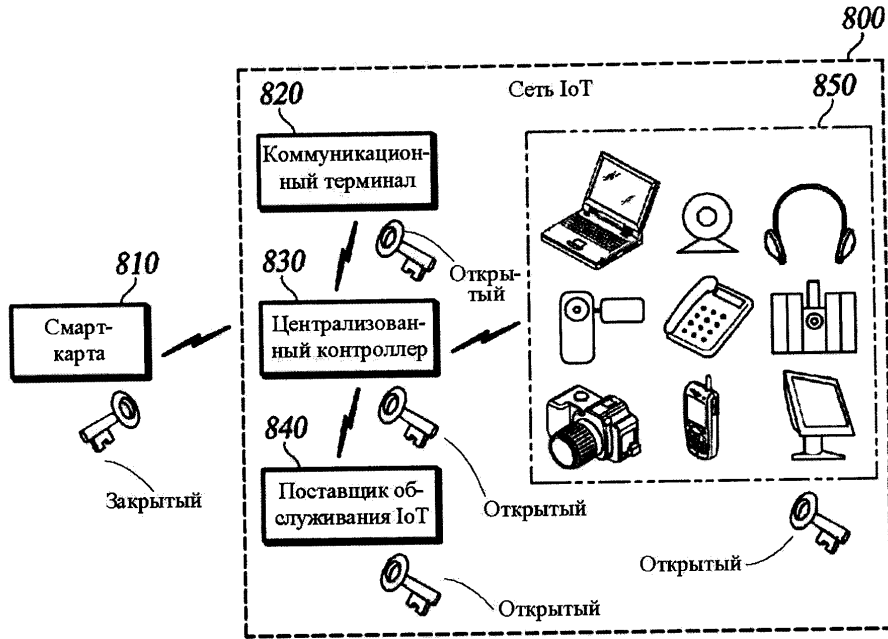 800
Сеть IoT
820
850
Коммуникацион-
ный терминал
Откры-
тый
810
830
Смарт-
карта
Централизован-
ный контроллер
840
Закрытый
Поставщик об-
служивания IoT
Открытый
Открытый
Открытый